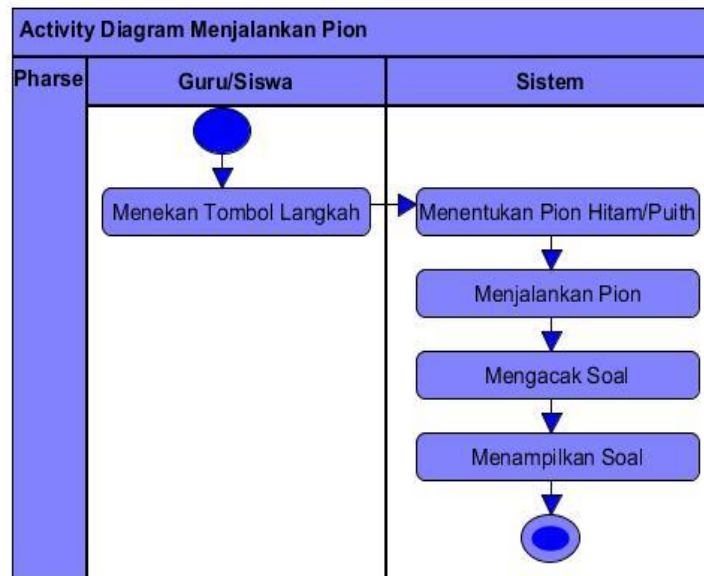 Activity Diagram Menjalankan Pion
Pharse
Guru/Siswa
Sistem
Menekan Tombol Langkah
Menentukan Pion Hitam/Puith
Menjalankan Pion
Mengacak Soal
Menampilkan Soal